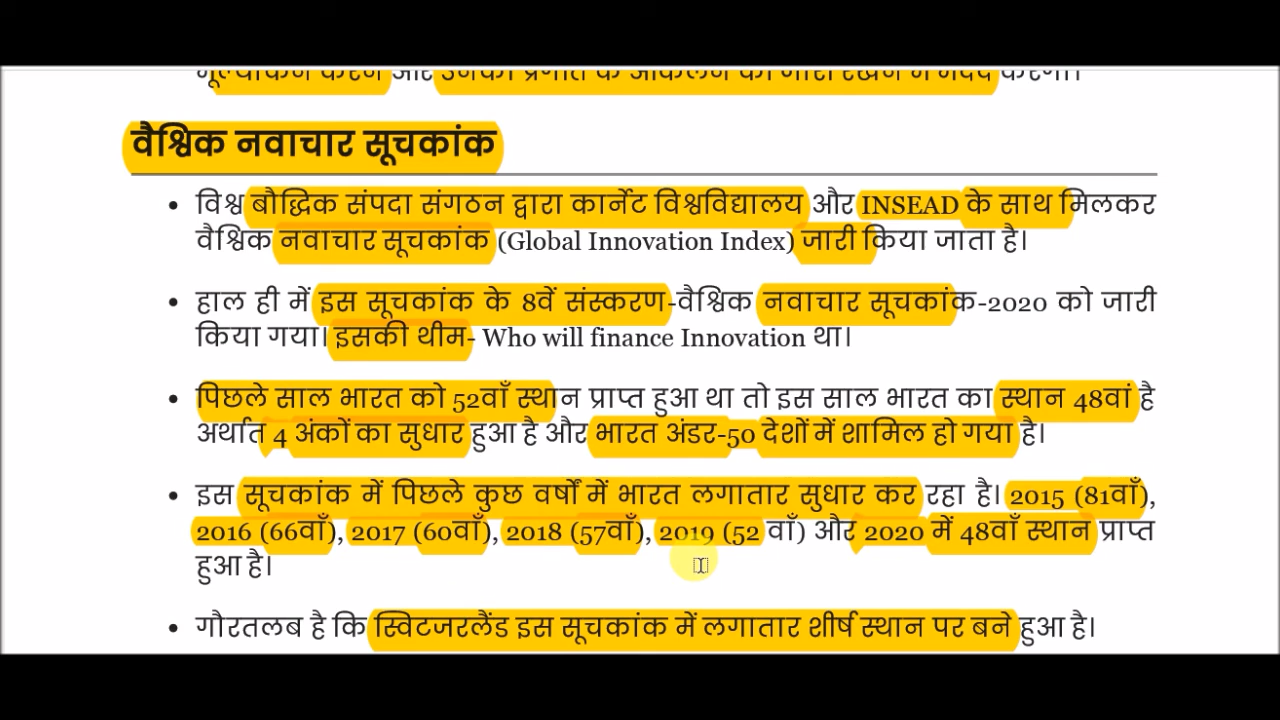 और
वैश्विक नवाचार सूचकांक
• विश्व बौद्धिक संपदा संगठन द्वारा कार्नेट विश्वविद्यालय और INSEAD के साथ मिलकर
वैश्विक नवाचार सूचकांक (Global Innovation Index) जारी किया जाता है।
• हाल ही में इस सूचकांक के 8वें संस्करण-वैश्विक नवाचार सूचकांक-2020 को जारी
किया गया। इसकी थीम- Who will finance Innovation था।
• पिछले साल भारत को 52वाँ स्थान प्राप्त हुआ था तो इस साल भारत का स्थान 48वां है
अर्थात् 4 अंकों का सुधार हुआ है और भारत अंडर-50 देशों में शामिल हो गया है।
• इस सूचकांक में पिछले कुछ वर्षों में भारत लगातार सुधार कर रहा है। 2015 (81वाँ),
2016 (66वाँ), 2017 (60वाँ), 2018 (57वाँ), 2019 (52 वाँ) और 2020 में 48वाँ स्थान प्राप्त
हुआ है।
• गौरतलब है कि स्विटजरलैंड इस सूचकांक में लगातार शीर्ष स्थान पर बने हुआ है।